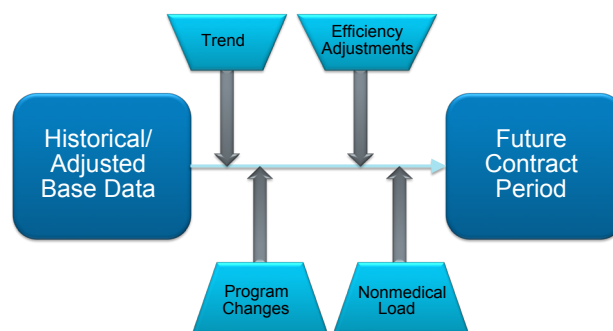 Trend
Efficiency
Adjustments
Historical/
Adjusted
Base Data
Future
Contract
Period
Program
Changes
Nonmedical
Load